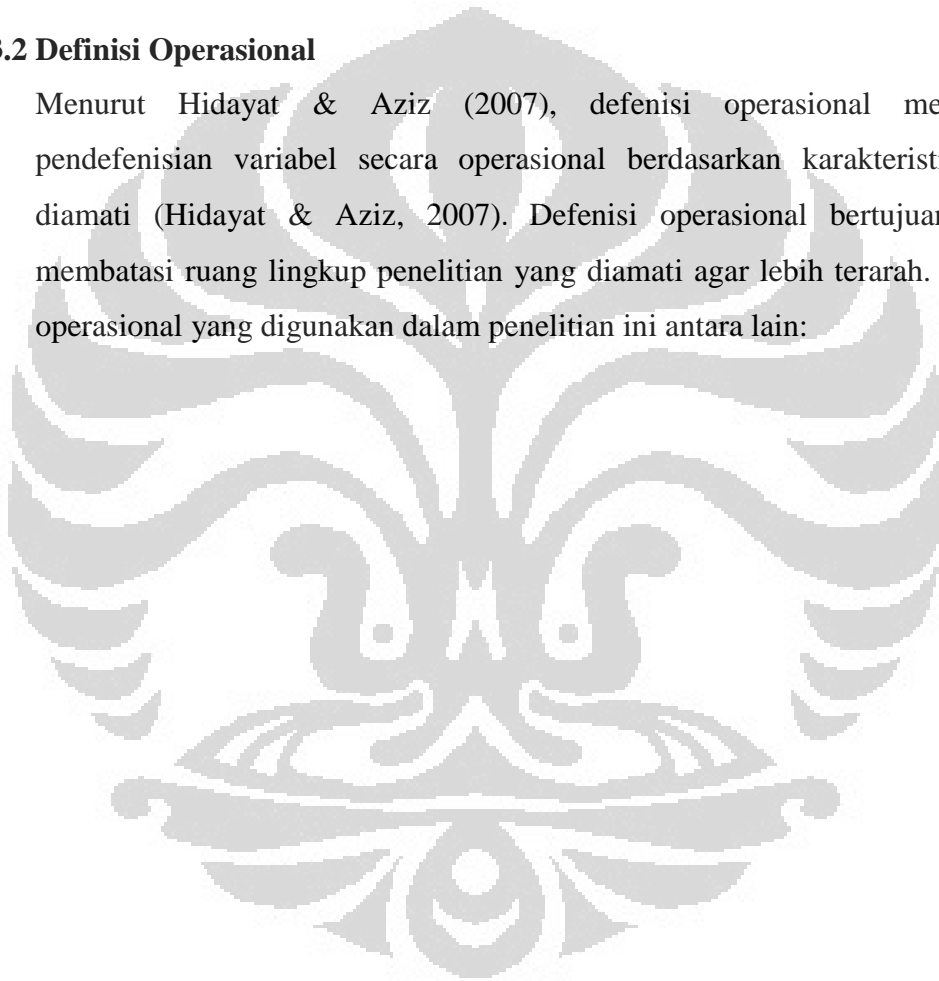 3.2 Definisi Operasional
Menurut Hidayat & Aziz (2007), defenisi operasional me
pendefenisian variabel secara operasional berdasarkan karakteristi
diamati (Hidayat & Aziz, 2007). Defenisi operasional bertujuan
membatasi ruang lingkup penelitian yang diamati agar lebih terarah.
operasional yang digunakan dalam penelitian ini antara lain: